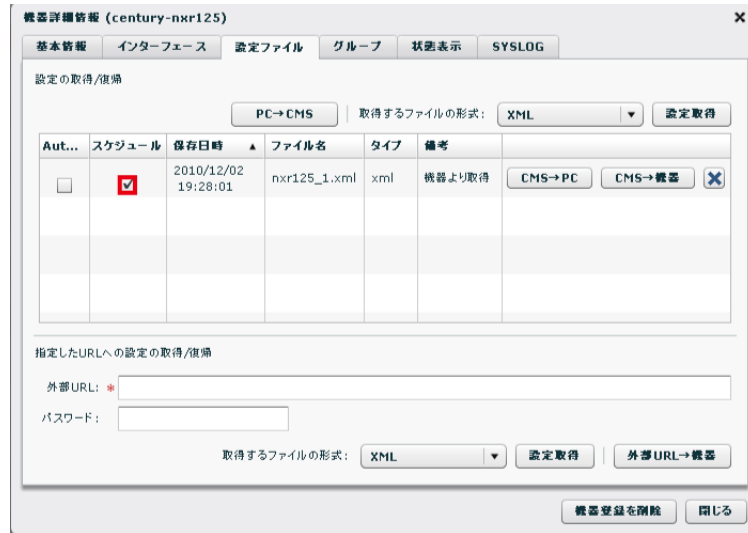 機器詳細情報 (century-nxr125)
基本情報 インターフェース 設定ファイル グループ 状態表示 SYSLOG
設定の取得/復帰
PC→CMS 取得するファイルの形式: XML 設定取得
Aut... スケジュール 保存日時 ファイル名 タイプ 備考
2010/12/02
19:28:01 nxr125_1.xml xml 機器より取得 CMS→PC CMS→機器
指定したURLへの設定の取得/復帰
外部URL: *
パスワード:
取得するファイルの形式: XML 設定取得 外部URL→機器
機器登録を削除 閉じる